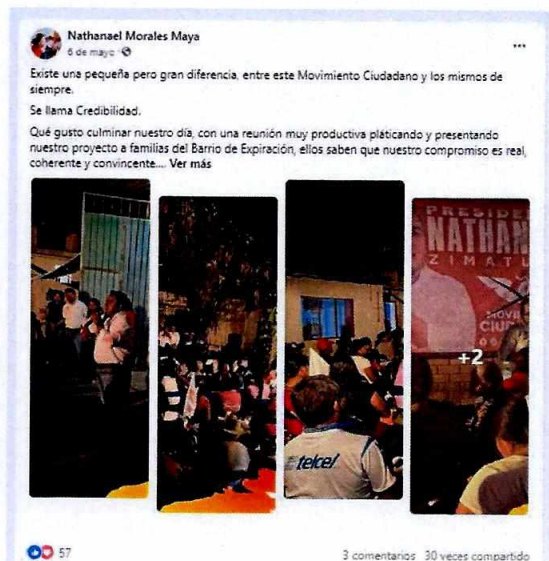 Nathanael Morales Maya
6 de mayo
Existe una pequeña pero gran diferencia, entre este Movimiento Ciudadano y los mismos de
siempre.
Se llama Credibilidad.
Qué gusto culminar nuestro día, con una reunión muy productiva pláticando y presentando
nuestro proyecto a familias del Barrio de Expiración, ellos saben que nuestro compromiso es real,
coherente y convincente.... Ver más
PRESIDE
NATHAN
ZIMATL
MOVI
CIUD
+2
telcel
57
3 comentarios 30 veces compartido